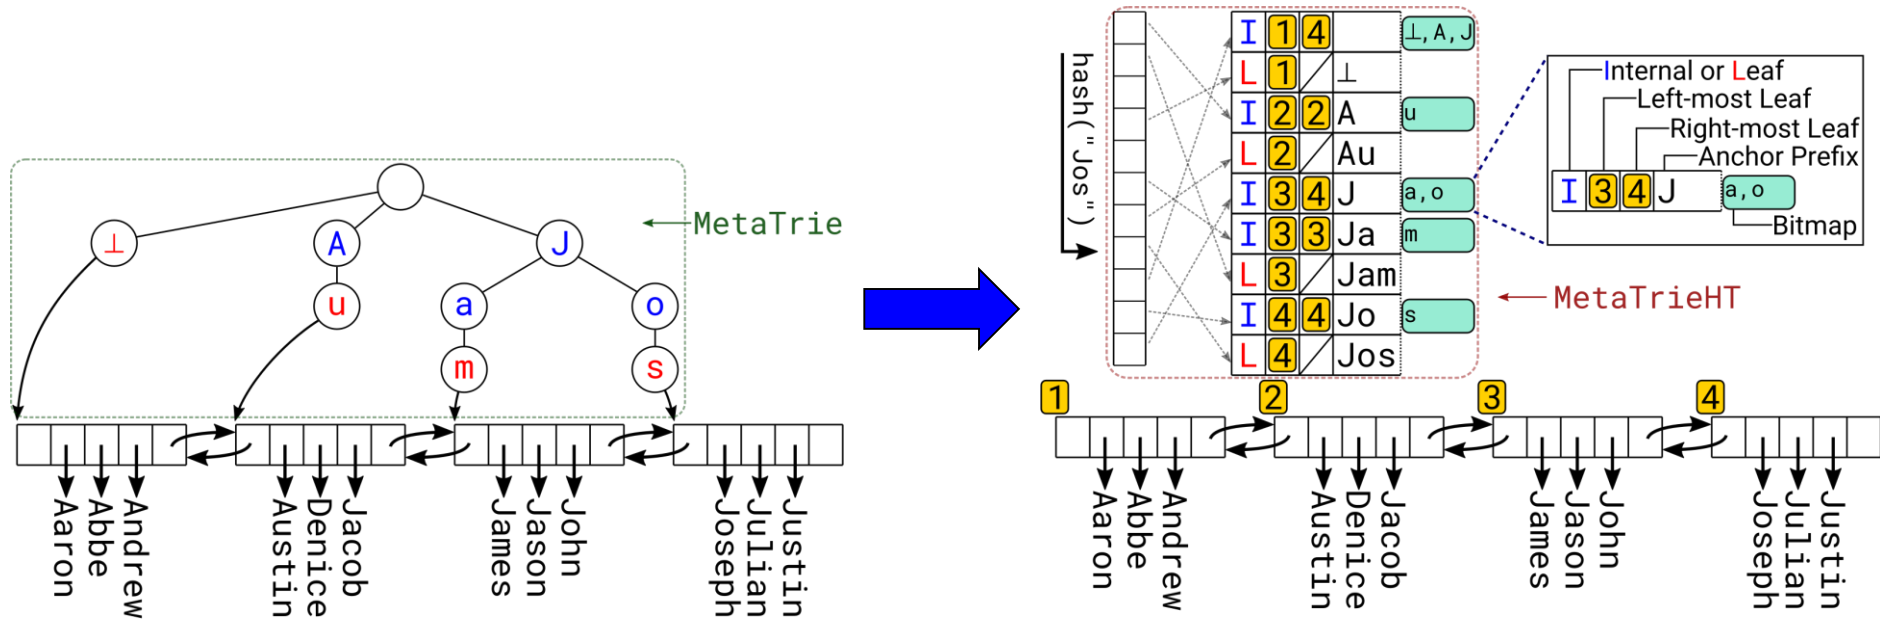 MetaTrie
⊥
A
J
u
a
o
m
s
Aaron
Abbe
Andrew
Austin
Denice
Jacob
James
Jason
John
Joseph
Julian
Justin
hash("Jos")
I 1 4 ⊥,A,J
L 1 ⊥
I 2 2 A u
L 2 Au
I 3 4 J a,o
I 3 3 Ja m
L 3 Jam
I 4 4 Jo s
L 4 Jos
Internal or Leaf
Left-most Leaf
Right-most Leaf
Anchor Prefix
I 3 4 J a,o
Bitmap
MetaTrieHT
1
2
3
4
Aaron
Abbe
Andrew
Austin
Denice
Jacob
James
Jason
John
Joseph
Julian
Justin